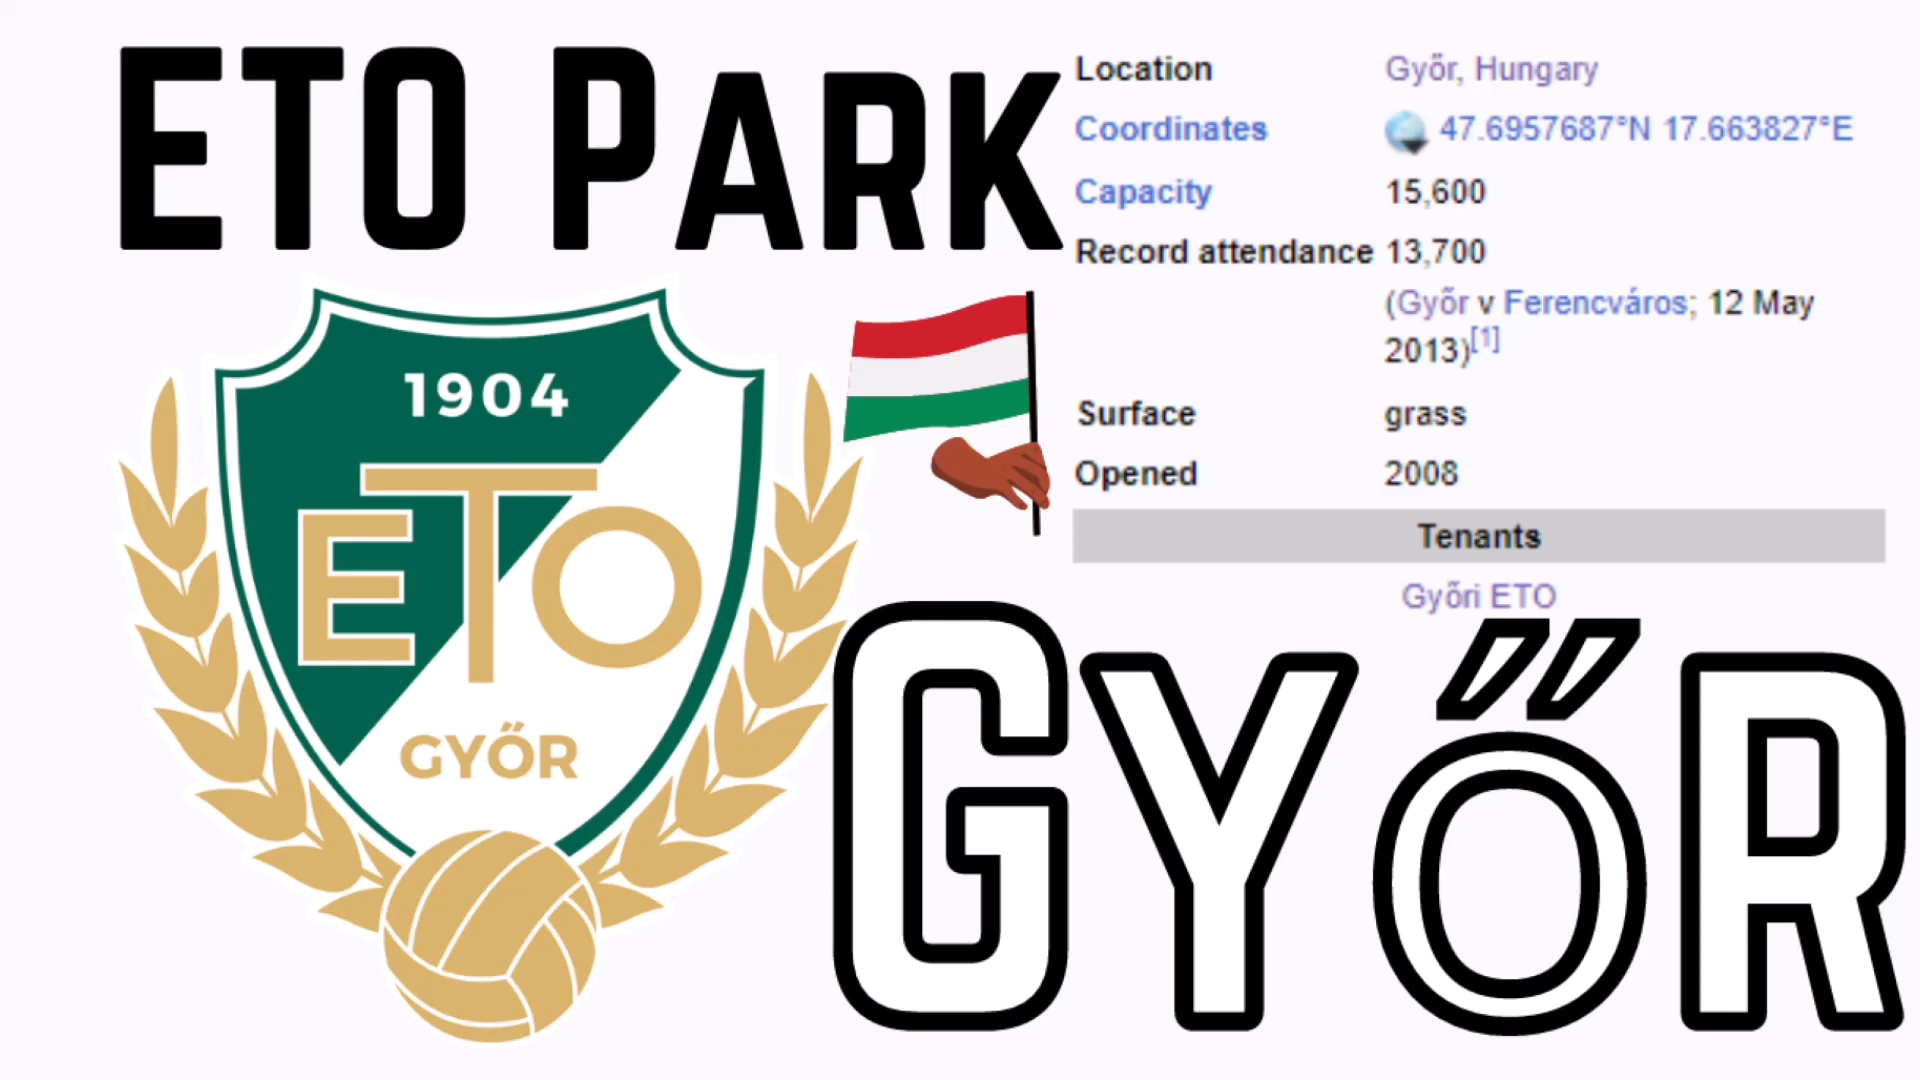 ETO PARK
Location Győr, Hungary
Coordinates 47.6957687°N 17.663827°E
Capacity 15,600
Record attendance 13,700
(Győr v Ferencváros; 12 May
2013)[1]
Surface grass
Opened 2008
Tenants
Győri ETO
1904
ETO
GYŐR
GYŐR